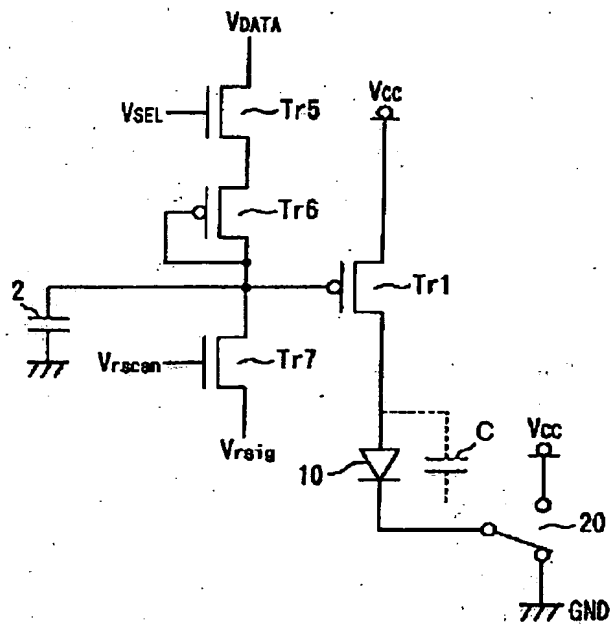 VDATA
VSEL
Tr5
Vcc
Tr6
2
Tr1
Vrscan
Tr7
Vrsig
10
C
Vcc
20
GND